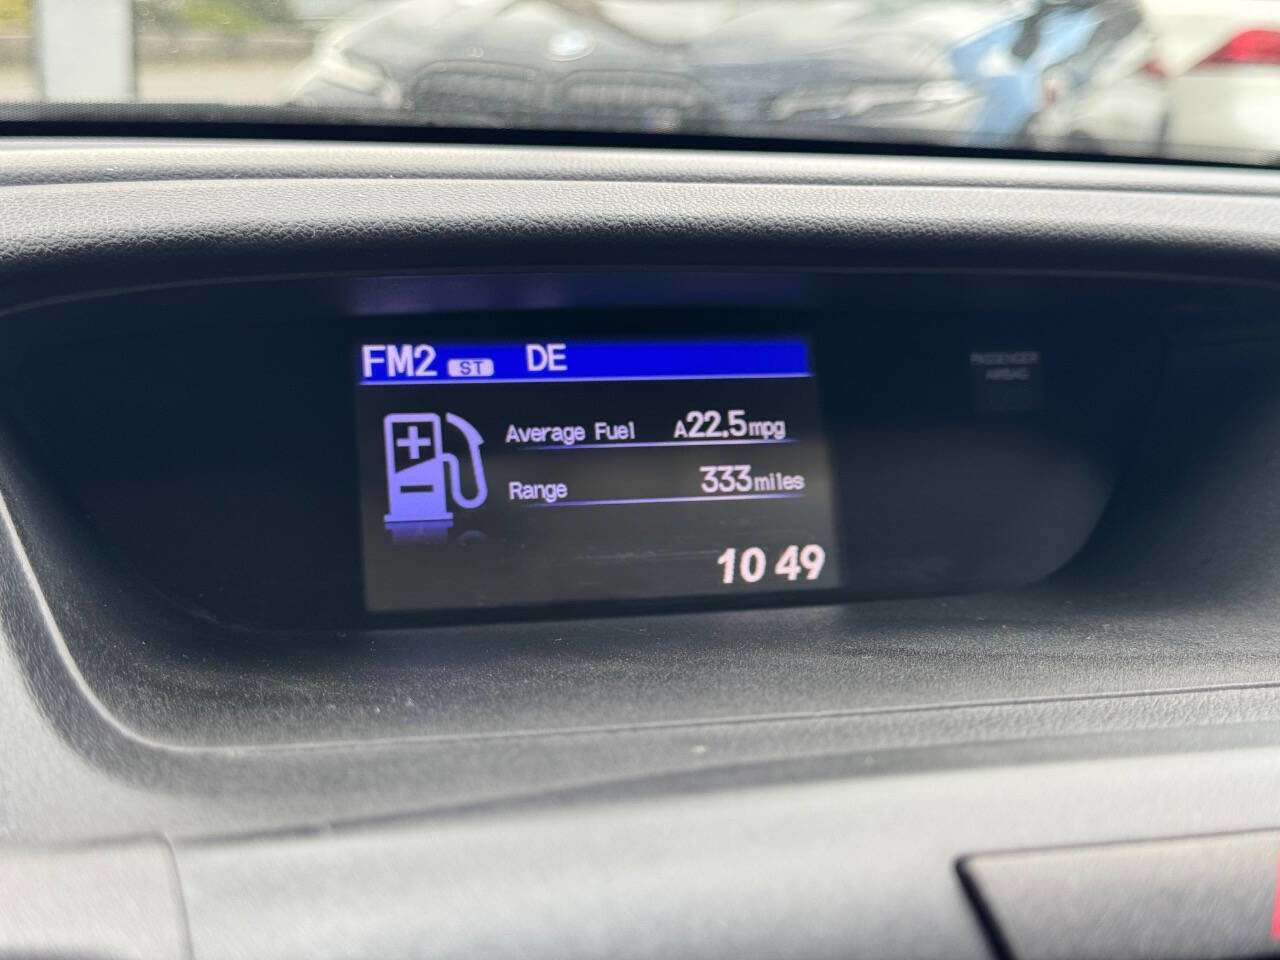 FM2 ST DE
Average Fuel A22.5mpg
Range 333miles
10 49
PASSENGER
AIRBAG